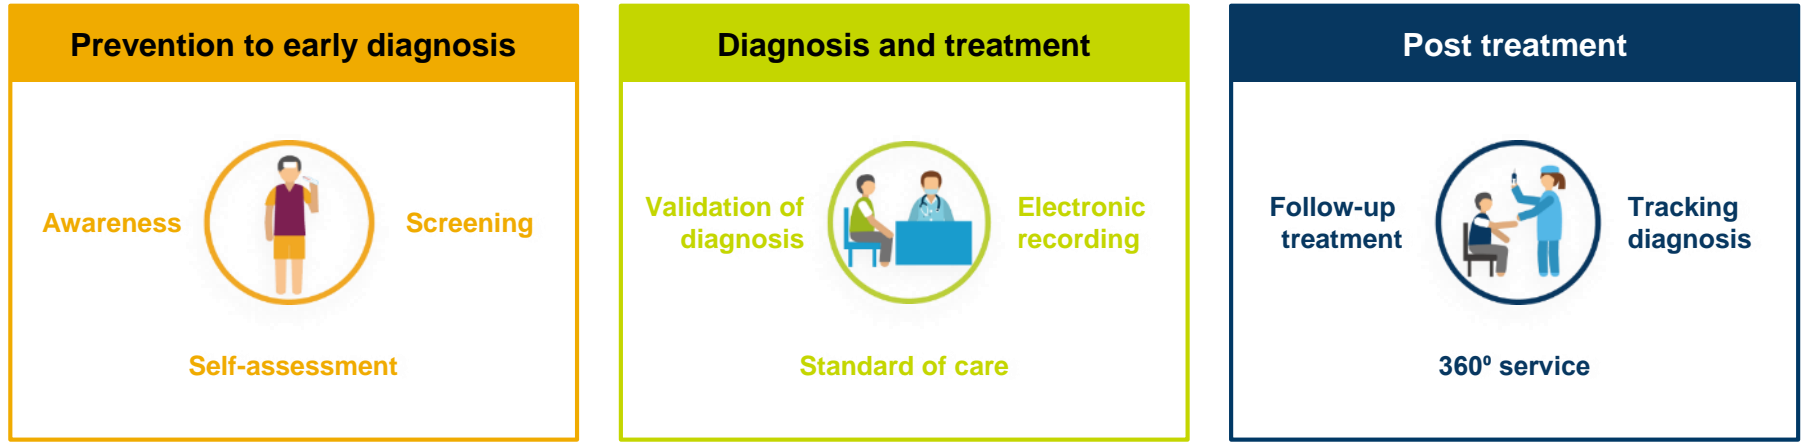 Prevention to early diagnosis
Awareness
Screening
Self-assessment
Diagnosis and treatment
Validation of
diagnosis
Electronic
recording
Standard of care
Post treatment
Follow-up
treatment
Tracking
diagnosis
360º service